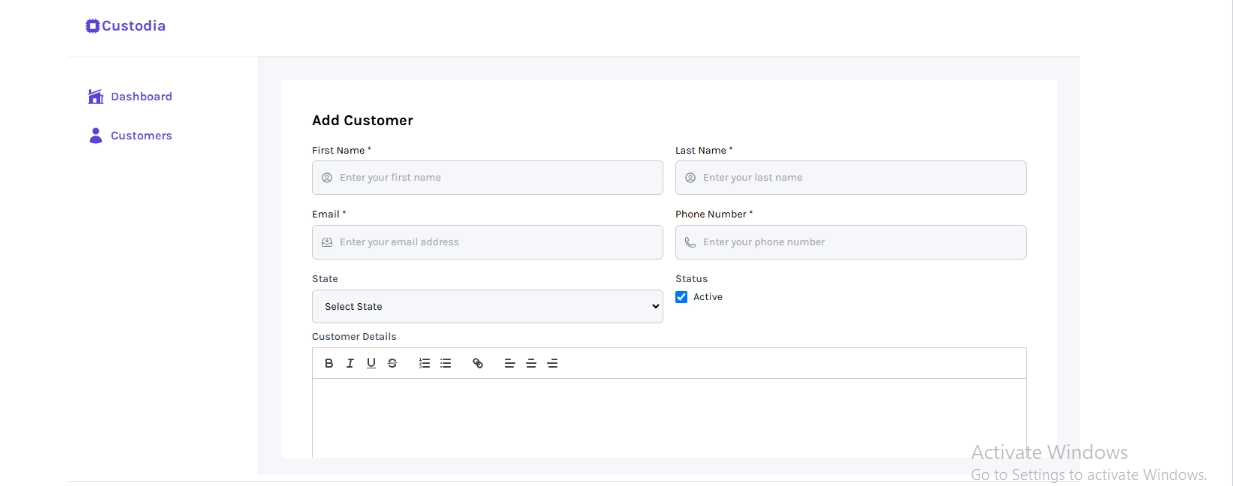 Custodia
Dashboard
Customers
Add Customer
First Name *
Last Name *
Enter your first name
Enter your last name
Email *
Phone Number *
Enter your email address
Enter your phone number
State
Status
Select State
Active
Customer Details
B I U S
Activate Windows
Go to Settings to activate Windows.